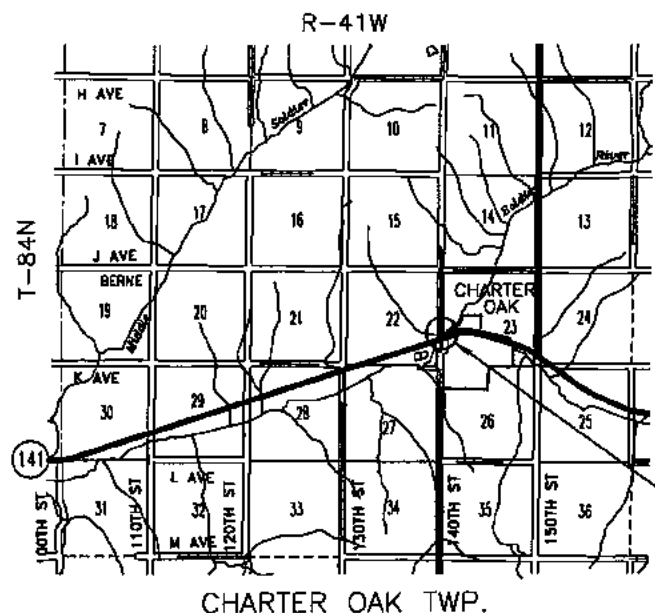 R-41W
T-84N
D
H AVE
Soldier
7
8
9
10
11
12
River
I AVE
18
17
16
15
14
Boldier
13
J AVE
BERNE
CHARTER
OAK
19
Middle
20
21
22
23
24
K AVE
30
29
28
27
26
25
141
L AVE
31
32
33
34
35
36
M AVE
100TH ST
110TH ST
120TH ST
130TH ST
140TH ST
150TH ST
CHARTER OAK TWP.